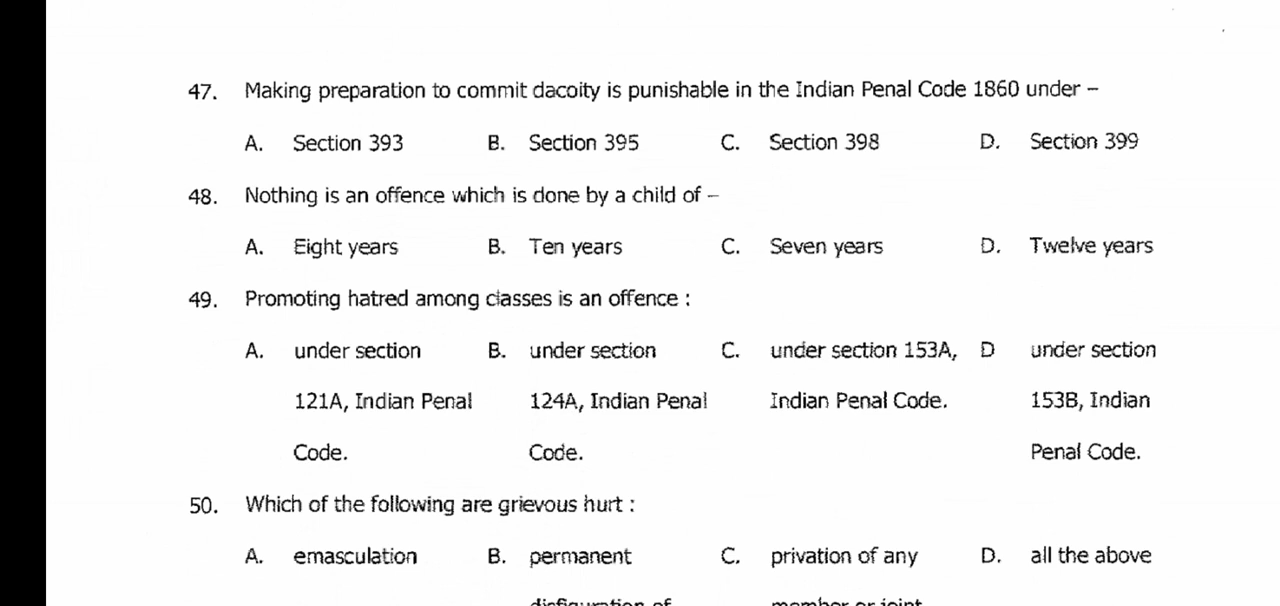 47. Making preparation to commit dacoity is punishable in the Indian Penal Code 1860 under –
A. Section 393 B. Section 395 C. Section 398 D. Section 399
48. Nothing is an offence which is done by a child of –
A. Eight years B. Ten years C. Seven years D. Twelve years
49. Promoting hatred among classes is an offence :
A. under section B. under section C. under section 153A, D under section
121A, Indian Penal 124A, Indian Penal Indian Penal Code. 153B, Indian
Code. Code. Penal Code.
50. Which of the following are grievous hurt :
A. emasculation B. permanent C. privation of any D. all the above
member or joint